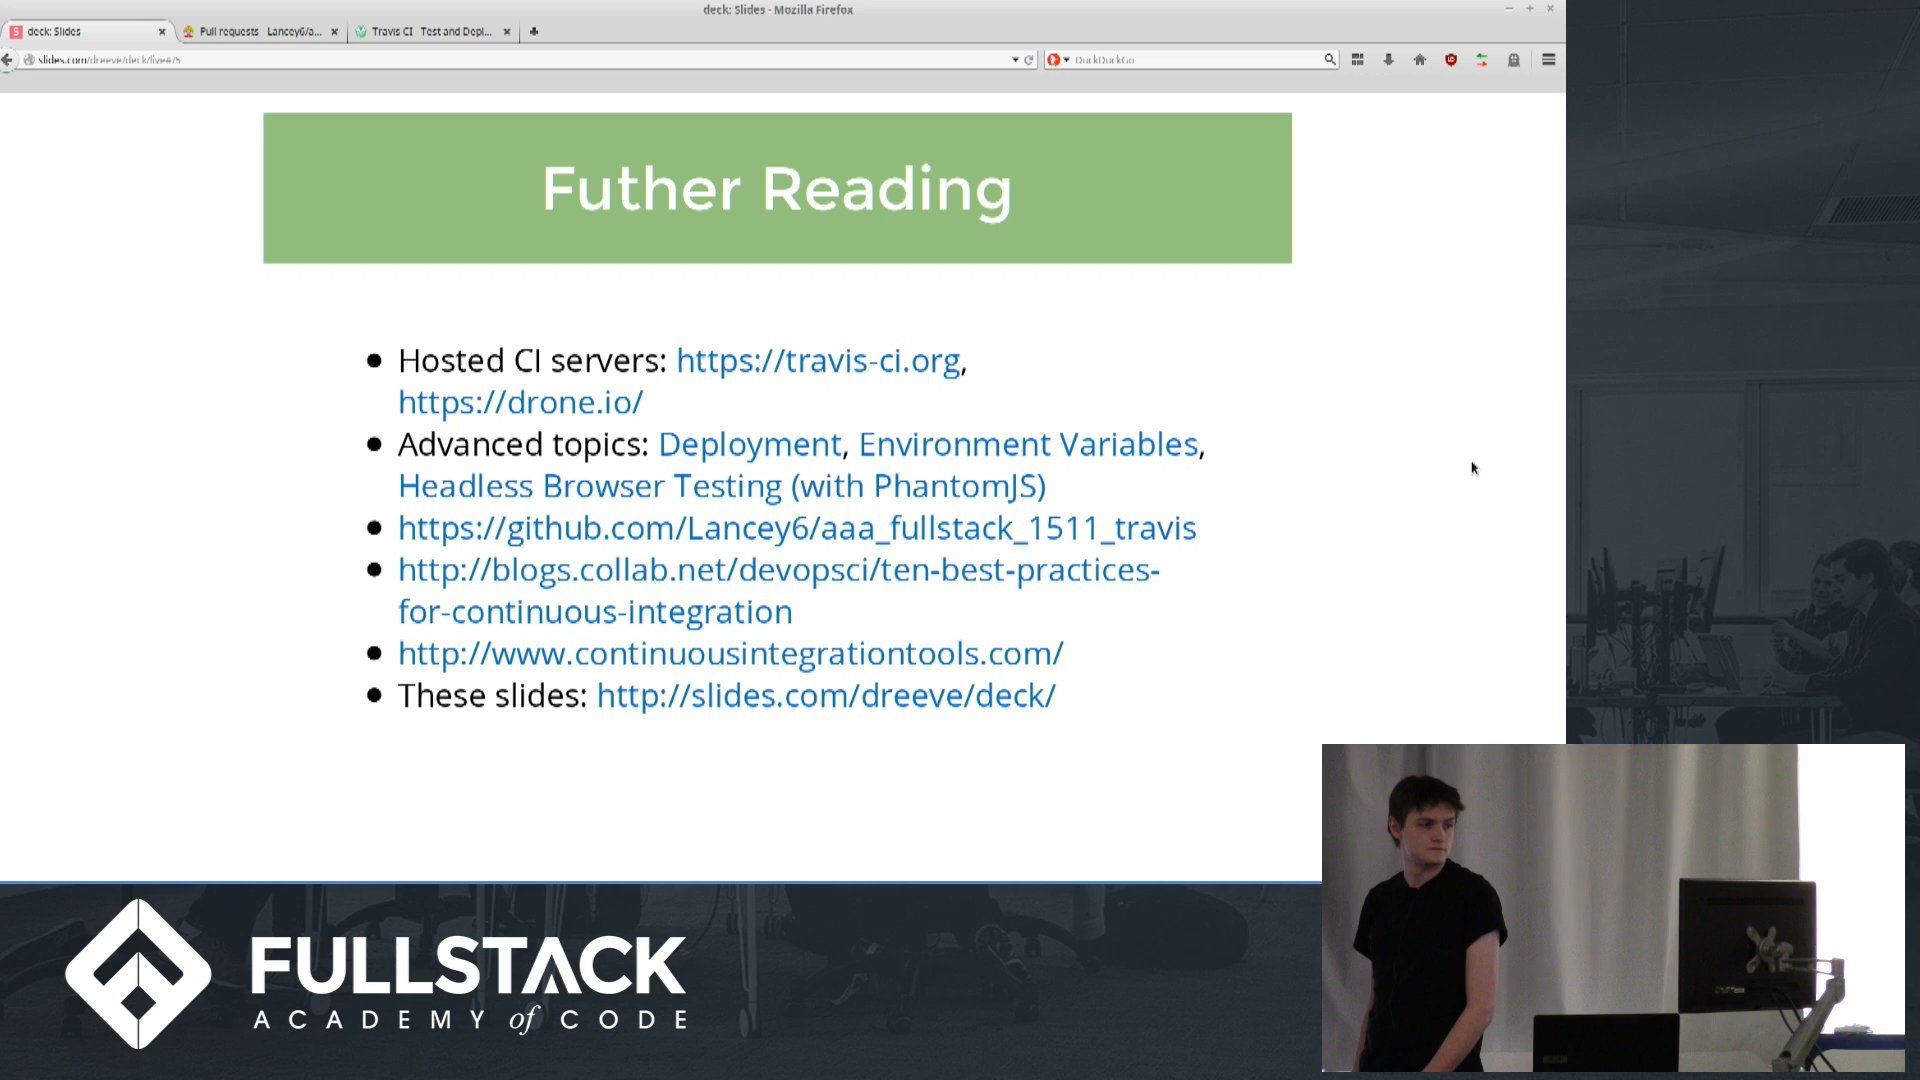 deck: Slides - Mozilla Firefox
deck: Slides
Pull requests Lancey6/a...
Travis CI Test and Depl...
slides.com/dreeve/deck/live#/5
DuckDuckGo
Futher Reading
Hosted CI servers: https://travis-ci.org,
https://drone.io/
Advanced topics: Deployment, Environment Variables,
Headless Browser Testing (with PhantomJS)
https://github.com/Lancey6/aaa_fullstack_1511_travis
http://blogs.collab.net/devopsci/ten-best-practices-
for-continuous-integration
http://www.continuousintegrationtools.com/
These slides: http://slides.com/dreeve/deck/
FULLSTACK
ACADEMY of CODE